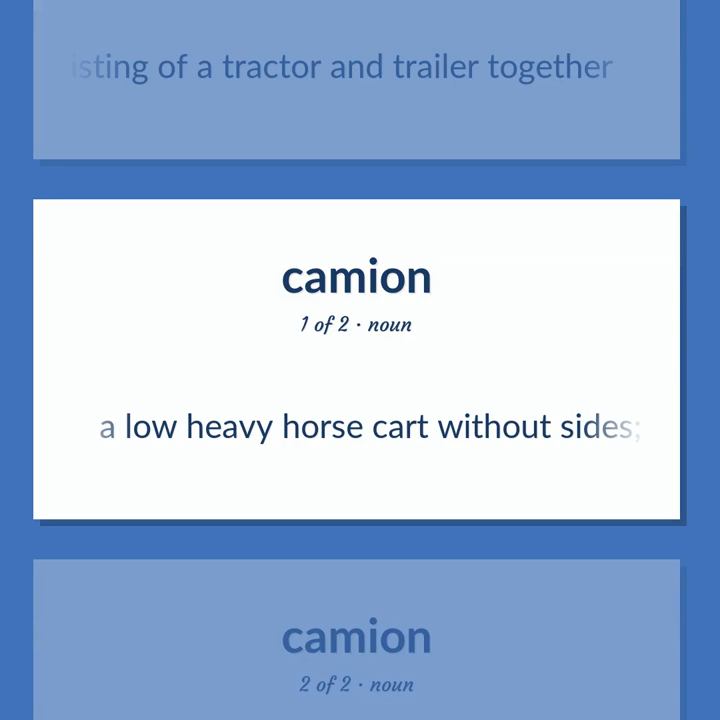 isting of a tractor and trailer together
camion
1 of 2 · noun
a low heavy horse cart without sides;
camion
2 of 2 · noun